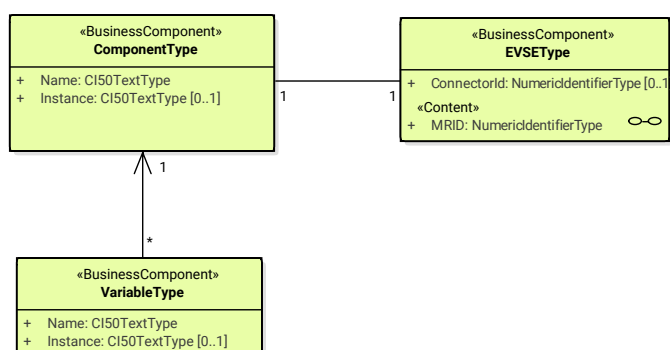 «BusinessComponent»
ComponentType
+ Name: CI50TextType
+ Instance: CI50TextType [0..1]
«BusinessComponent»
EVSEType
+ ConnectorId: NumericIdentifierType [0..1
«Content»
+ MRID: NumericIdentifierType
1
1
1
*
«BusinessComponent»
VariableType
+ Name: CI50TextType
+ Instance: CI50TextType [0..1]